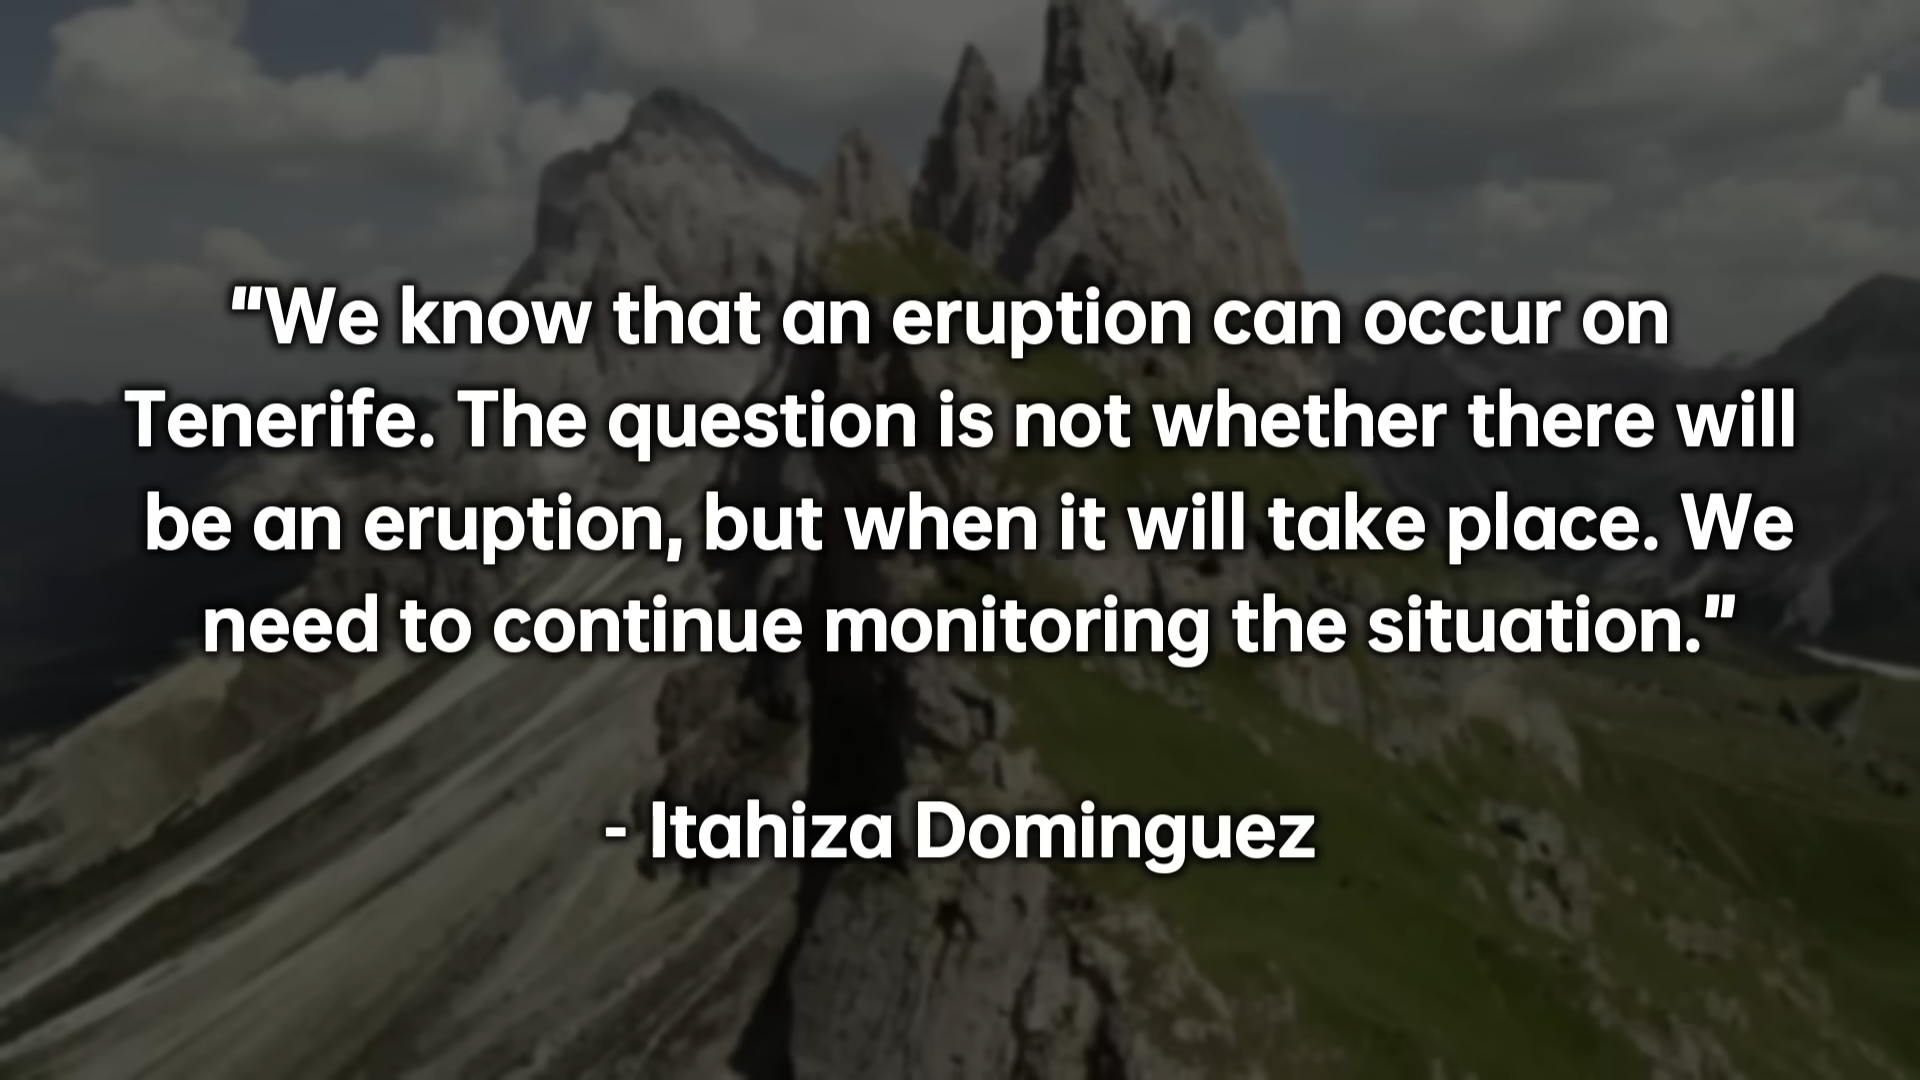 "We know that an eruption can occur on
Tenerife. The question is not whether there will
be an eruption, but when it will take place. We
need to continue monitoring the situation."
- Itahiza Dominguez